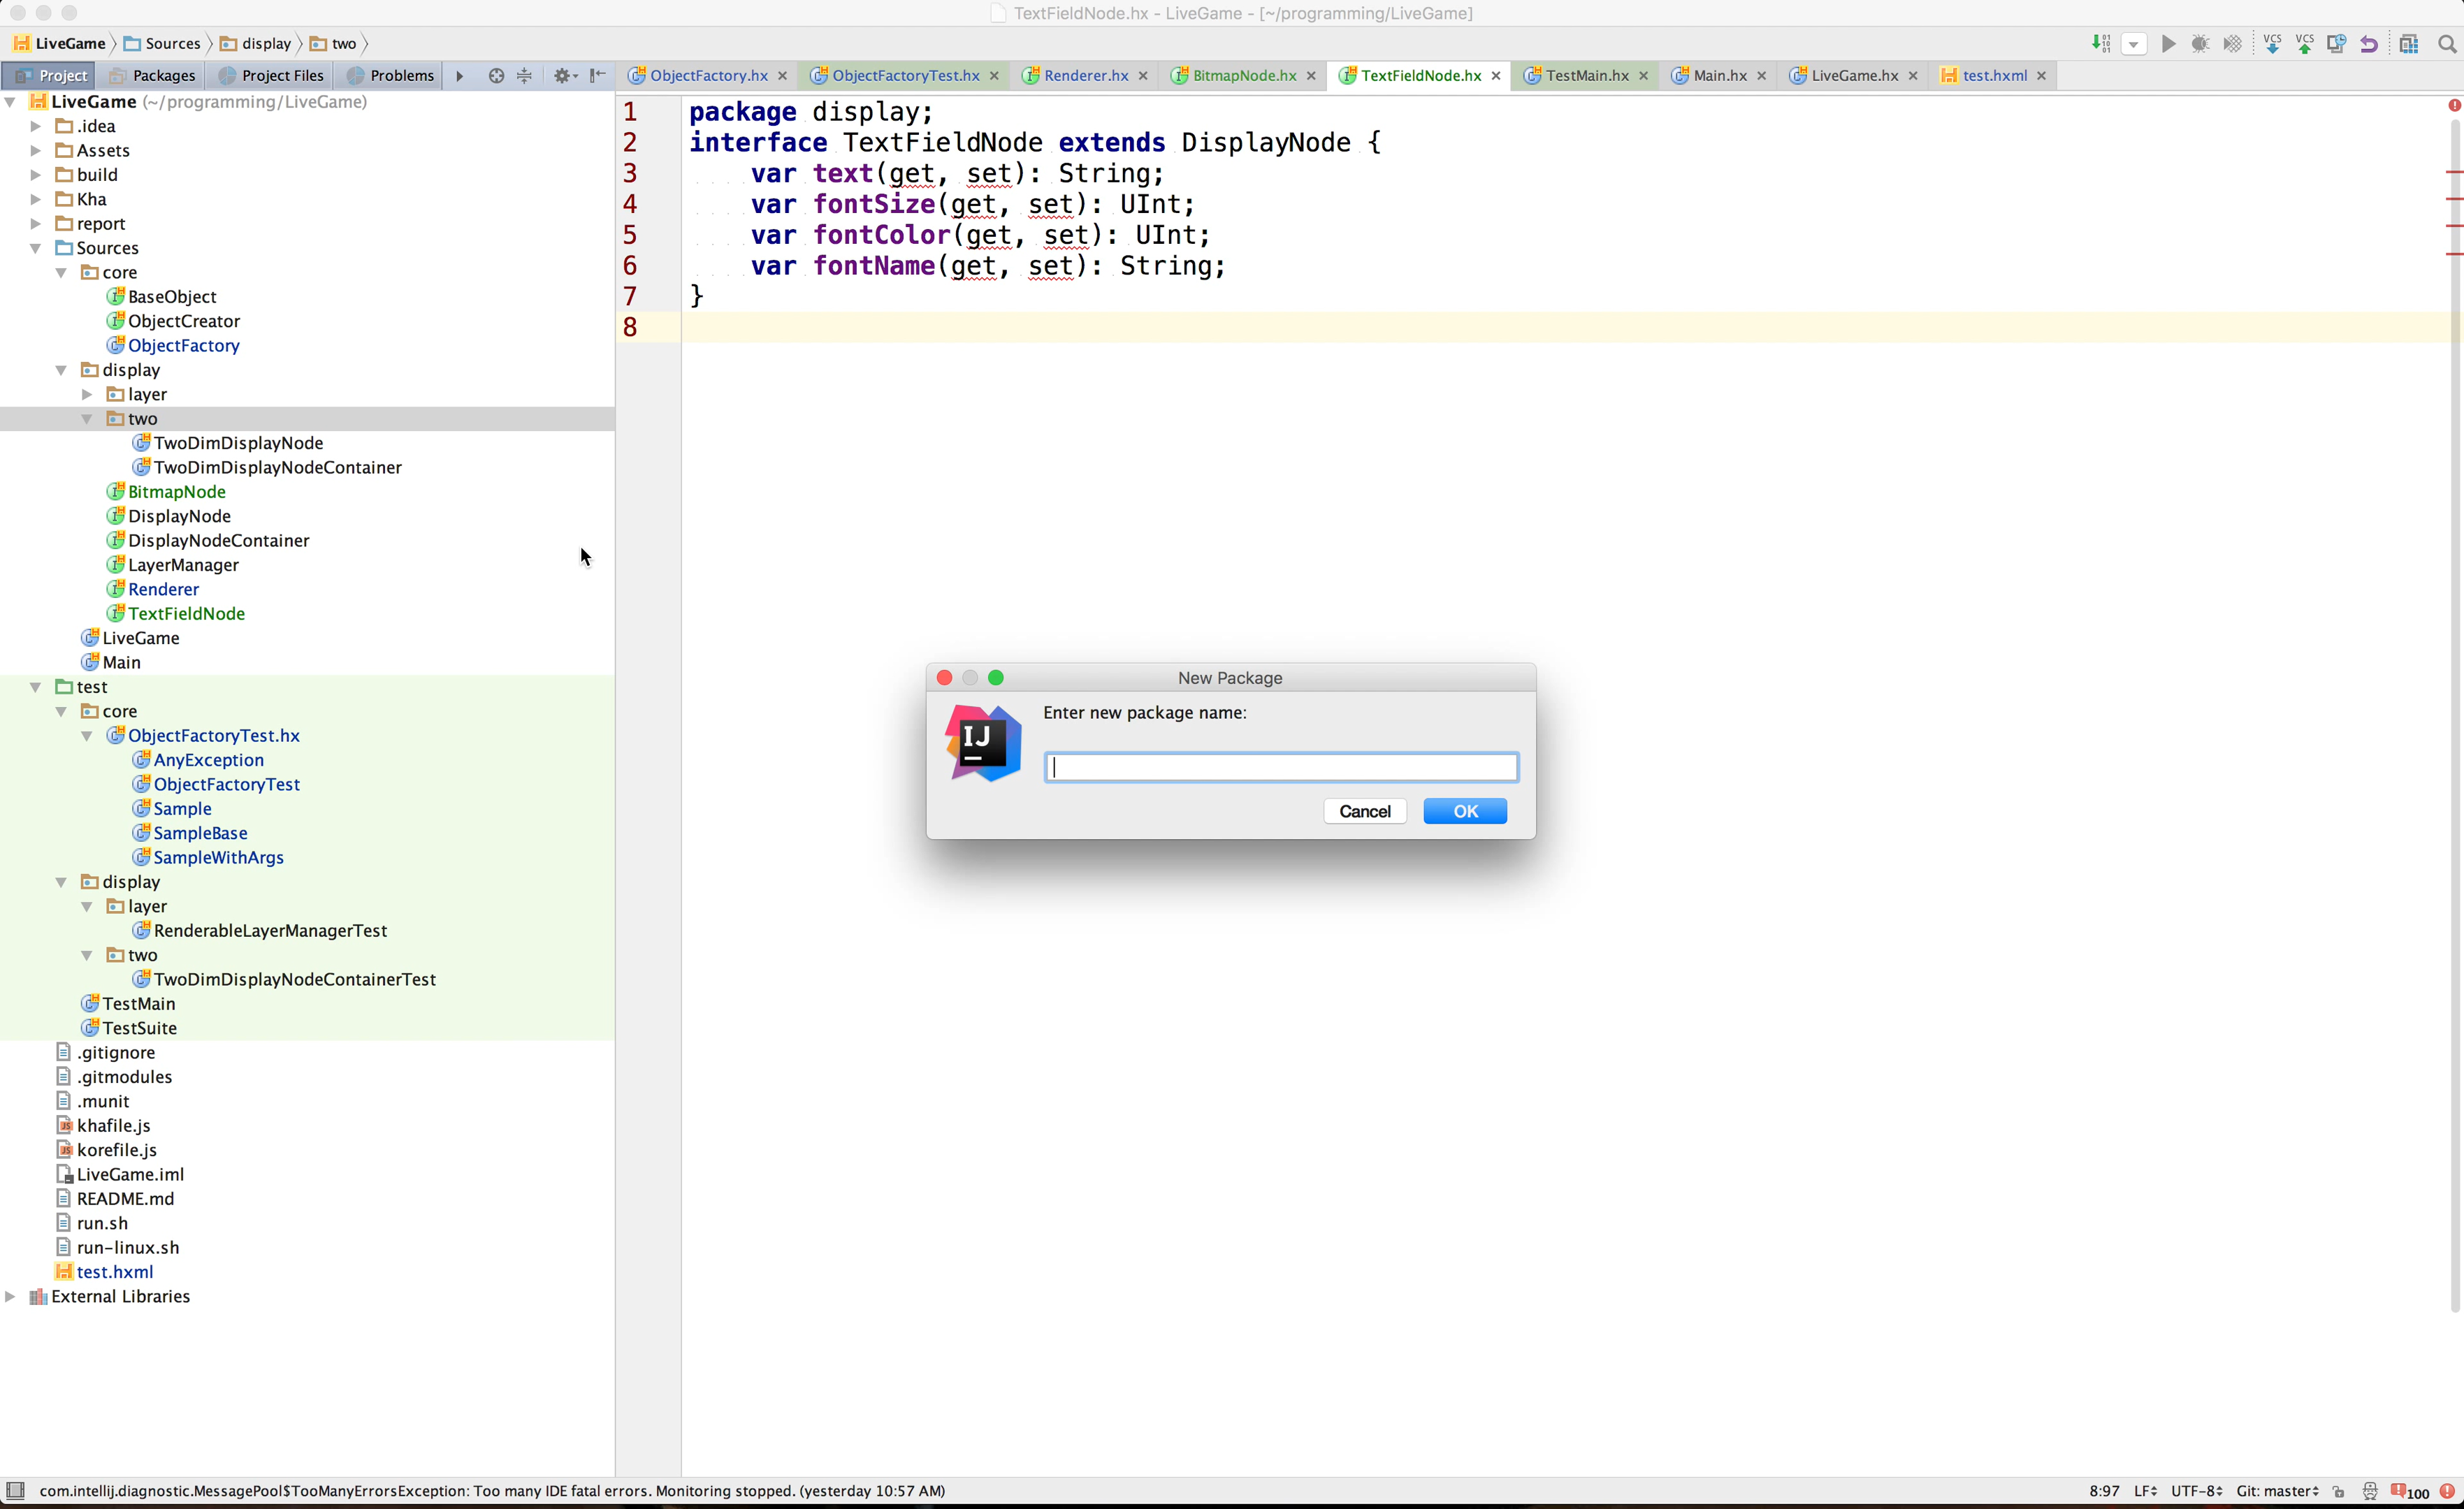 TextFieldNode.hx - LiveGame - [~/programming/LiveGame]
LiveGame Sources display two
Project Packages Project Files Problems
ObjectFactory.hx ObjectFactoryTest.hx Renderer.hx BitmapNode.hx TextFieldNode.hx TestMain.hx Main.hx LiveGame.hx test.hxml
VCS VCS
LiveGame (~/programming/LiveGame)
.idea
Assets
build
Kha
report
Sources
core
BaseObject
ObjectCreator
ObjectFactory
display
layer
two
TwoDimDisplayNode
TwoDimDisplayNodeContainer
BitmapNode
DisplayNode
DisplayNodeContainer
LayerManager
Renderer
TextFieldNode
LiveGame
Main
test
core
ObjectFactoryTest.hx
AnyException
ObjectFactoryTest
Sample
SampleBase
SampleWithArgs
display
layer
RenderableLayerManagerTest
two
TwoDimDisplayNodeContainerTest
TestMain
TestSuite
.gitignore
.gitmodules
.munit
khafile.js
korefile.js
LiveGame.iml
README.md
run.sh
run-linux.sh
test.hxml
External Libraries
1 package display;
2 interface TextFieldNode extends DisplayNode {
3 var text(get, set): String;
4 var fontSize(get, set): UInt;
5 var fontColor(get, set): UInt;
6 var fontName(get, set): String;
7 }
8
New Package
IJ
Enter new package name:
Cancel OK
com.intellij.diagnostic.MessagePool$TooManyErrorsException: Too many IDE fatal errors. Monitoring stopped. (yesterday 10:57 AM)
8:97 LF UTF-8 Git: master 100